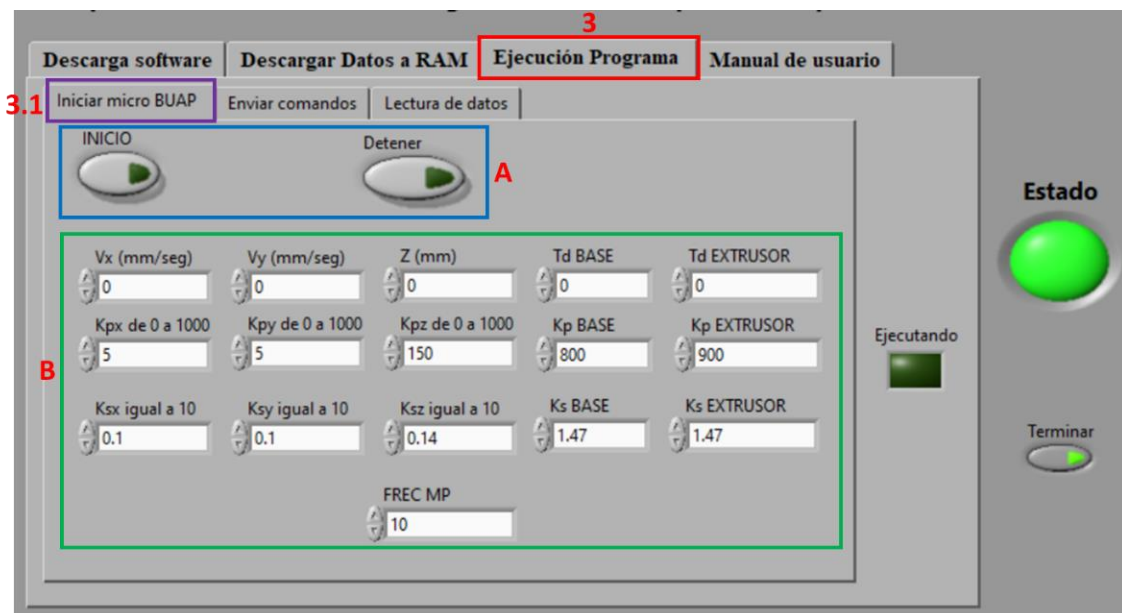 3
Descarga software Descargar Datos a RAM Ejecución Programa Manual de usuario
3.1 Iniciar micro BUAP Enviar comandos Lectura de datos
INICIO Detener
A
Estado
Vx (mm/seg) Vy (mm/seg) Z (mm) Td BASE Td EXTRUSOR
0 0 0 0 0
Kpx de 0 a 1000 Kpy de 0 a 1000 Kpz de 0 a 1000 Kp BASE Kp EXTRUSOR
Ejecutando
5 5 150 800 900
B
Ksx igual a 10 Ksy igual a 10 Ksz igual a 10 Ks BASE Ks EXTRUSOR
0.1 0.1 0.14 1.47 1.47
Terminar
FREC MP
10